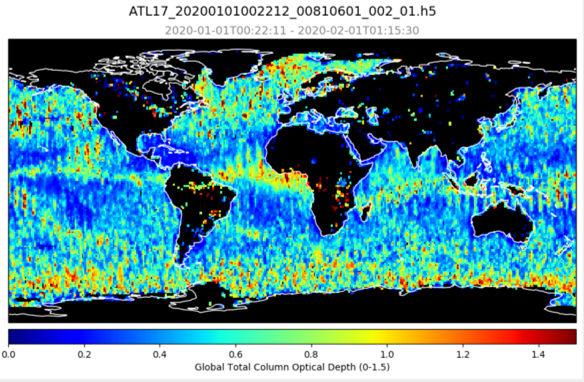 ATL17_20200101002212_00810601_002_01.h5
2020-01-01T00:22:11 - 2020-02-01T01:15:30
0.0 0.2 0.4 0.6 0.8 1.0 1.2 1.4
Global Total Column Optical Depth (0-1.5)